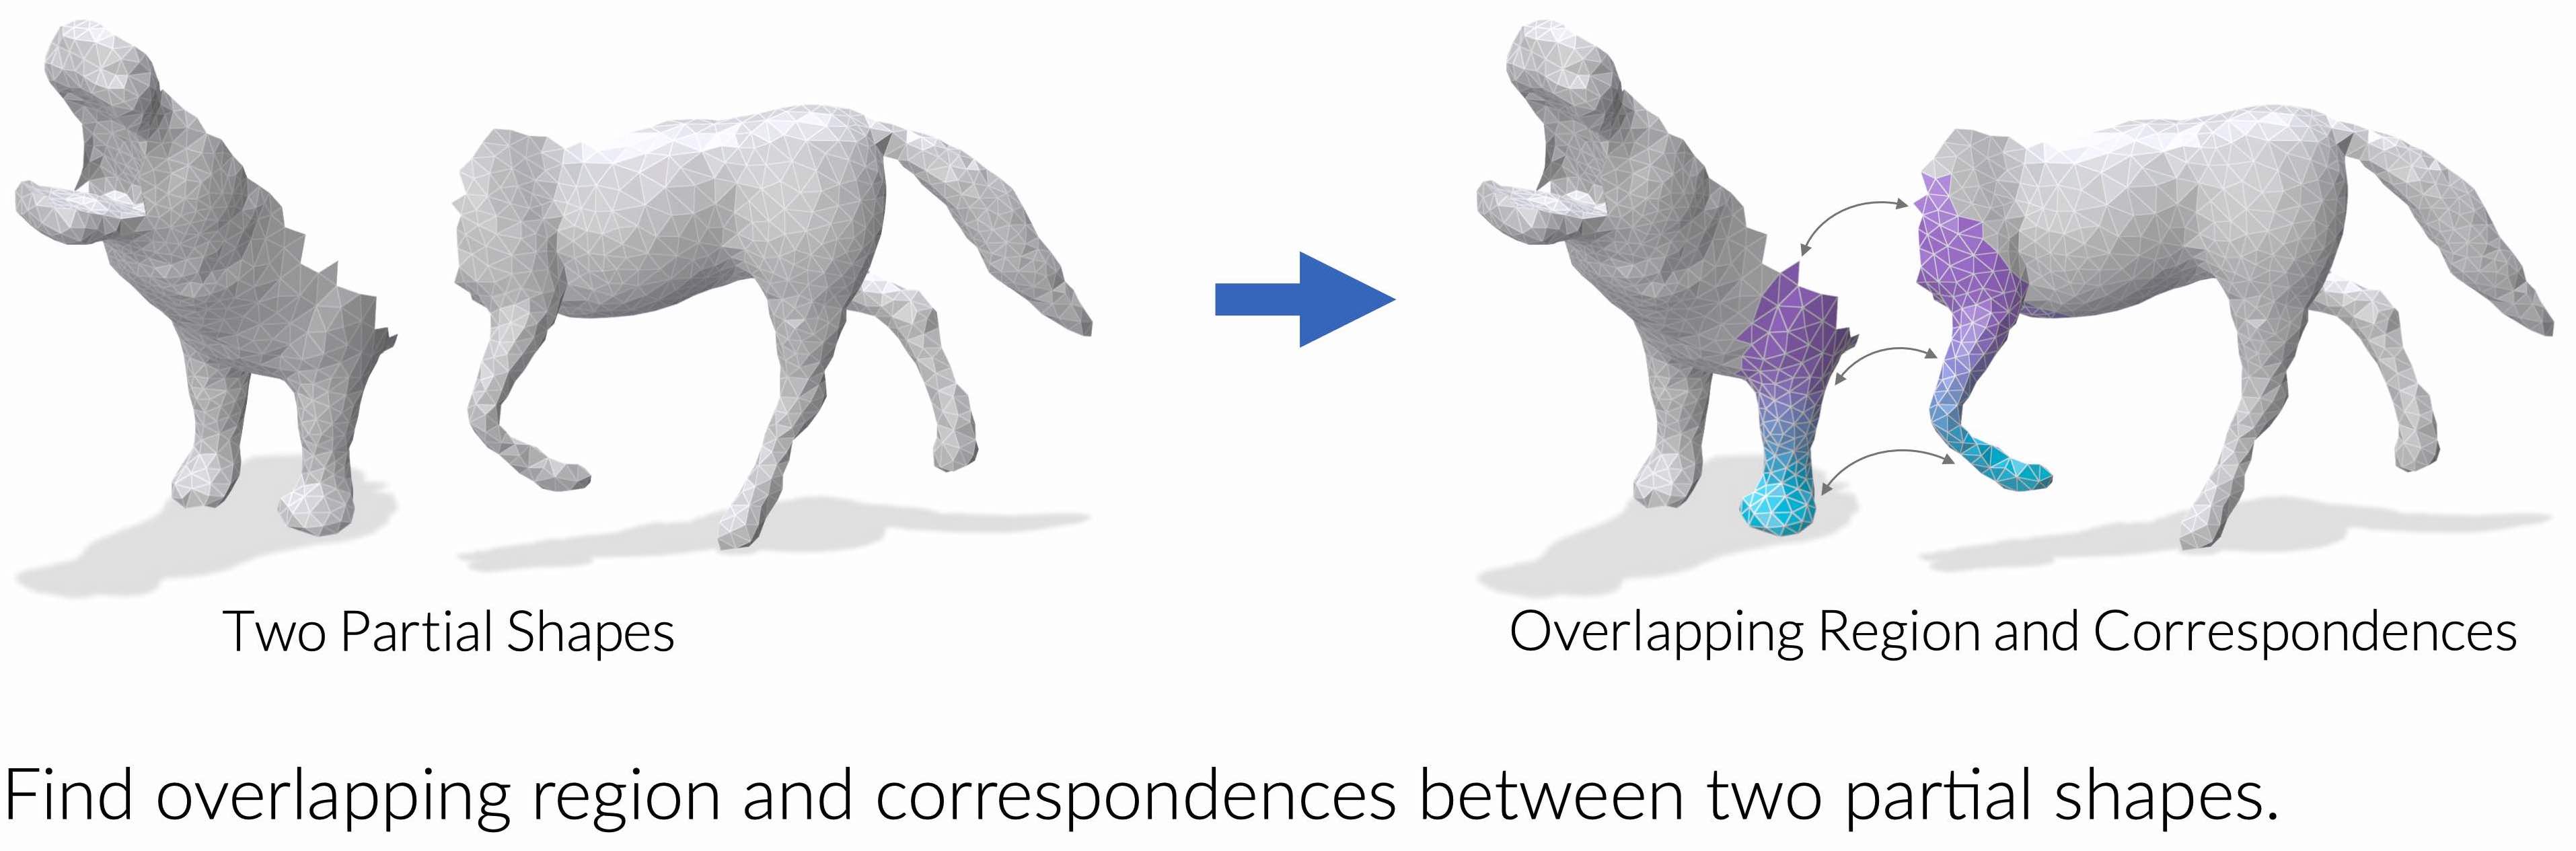 Two Partial Shapes
Overlapping Region and Correspondences
Find overlapping region and correspondences between two partial shapes.